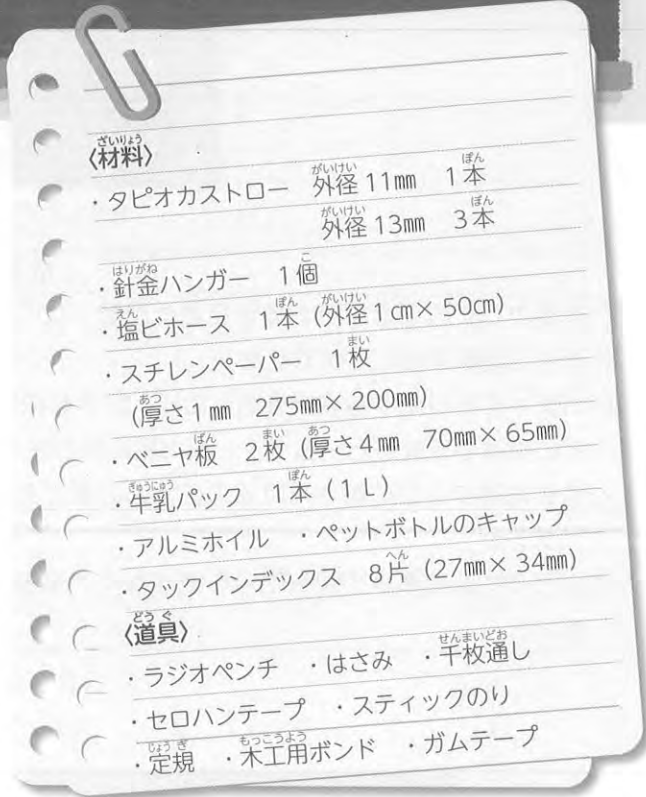 〈材料〉
・タピオカストロー 外径11㎜ 1本
外径13㎜ 3本
・針金ハンガー 1個
・塩ビホース 1本（外径1㎝×50㎝）
・スチレンペーパー 1枚
（厚さ1㎜ 275㎜×200㎜）
・ベニヤ板 2枚（厚さ4㎜ 70㎜×65㎜）
・牛乳パック 1本（1L）
・アルミホイル ・ペットボトルのキャップ
・タックインデックス 8片（27㎜×34㎜）
〈道具〉
・ラジオペンチ ・はさみ ・千枚通し
・セロハンテープ ・スティックのり
・定規 ・木工用ボンド ・ガムテープ